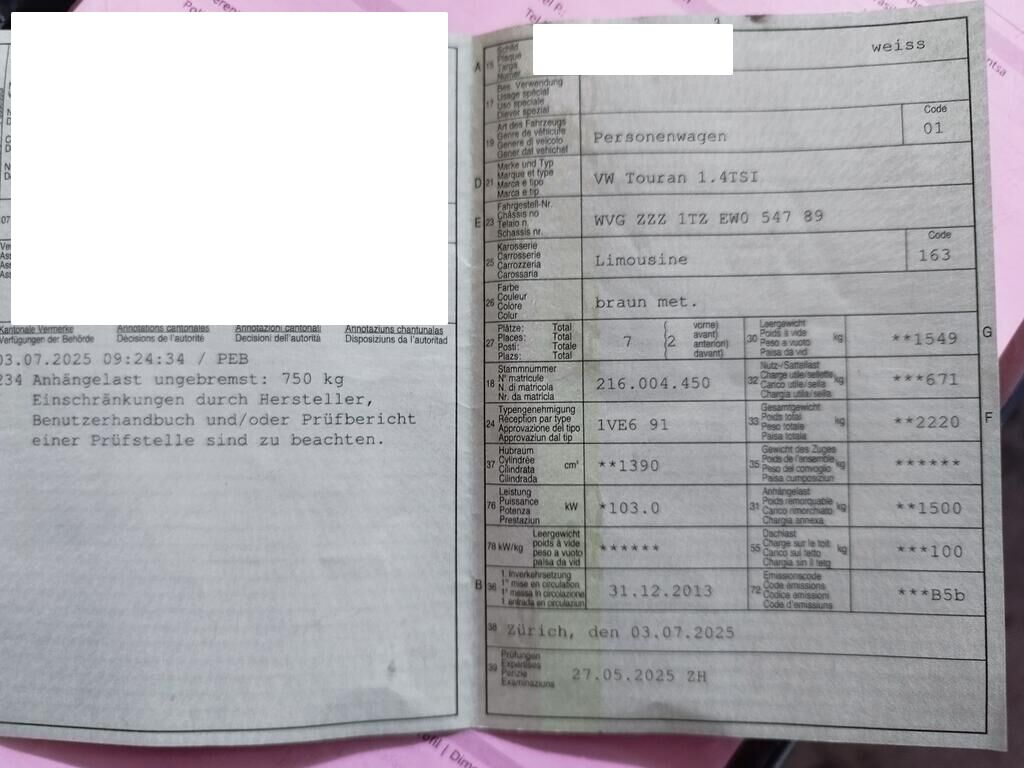 Kantonale Vermerke Annotations cantonales Annotazioni cantonali Annotaziuns chantunalas
Verfügungen der Behörde Décisions de l'autorité Decisioni dell'autorità Disposiziuns da l'autoritad
03.07.2025 09:24:34 / PEB
234 Anhängelast ungebremst: 750 kg
Einschränkungen durch Hersteller,
Benutzerhandbuch und/oder Prüfbericht
einer Prüfstelle sind zu beachten.
A 15 Schild
Plaque
Targa
Numer
weiss
17 Bes. Verwendung
Usage spécial
Uso speciale
Diever spezial
19 Art des Fahrzeugs
Genre de véhicule
Genere di veicolo
Gener dal vehichel
Personenwagen
Code
01
D 21 Marke und Typ
Marque et type
Marca e tipo
Marca e tip
VW Touran 1.4TSI
E 23 Fahrgestell-Nr.
Châssis no
Telaio n.
Schassis nr.
WVG ZZZ 1TZ EW0 547 89
25 Karosserie
Carrosserie
Carrozzeria
Carossaria
Limousine
Code
163
26 Farbe
Couleur
Colore
Colur
braun met.
27 Plätze: Total
Places: Total
Posti: Totale
Plazs: Total
7 (2 vorne)
avant)
anteriori)
davant)
30 Leergewicht
Poids à vide
Peso a vuoto
Paisa da vid
kg
**1549
G
18 Stammnummer
N° matricule
N. di matricola
Nr. da matricla
216.004.450
32 Nutz-/Sattellast
Charge utile/sellette
Carico utile/sella
Chargia utila/sella
kg
***671
24 Typengenehmigung
Réception par type
Approvazione del tipo
Approvaziun dal tip
1VE6 91
33 Gesamtgewicht
Poids total
Peso totale
Paisa totala
kg
**2220
F
37 Hubraum
Cylindrée
Cilindrata
Cilindrada
cm³
**1390
35 Gewicht des Zuges
Poids de l'ensemble
Peso del convoglio
Paisa cumposiziun
kg
******
76 Leistung
Puissance
Potenza
Prestaziun
kW
*103.0
31 Anhängelast
Poids remorquable
Carico rimorchiato
Chargia annexa
kg
**1500
78 kW/kg Leergewicht
poids à vide
peso a vuoto
paisa da vid
******
55 Dachlast
Charge sur le toit
Carico sul tetto
Chargia sin il tetg
kg
***100
B 36 1. Inverkehrsetzung
1re mise en circulation
1a messa in circolazione
1. entrada en circulaziun
31.12.2013
72 Emissionscode
Code émissions
Codice emissioni
Code d'emissiuns
***B5b
38 Zürich, den 03.07.2025
39 Prüfungen
Expertises
Perizie
Examinaziuns
27.05.2025 ZH